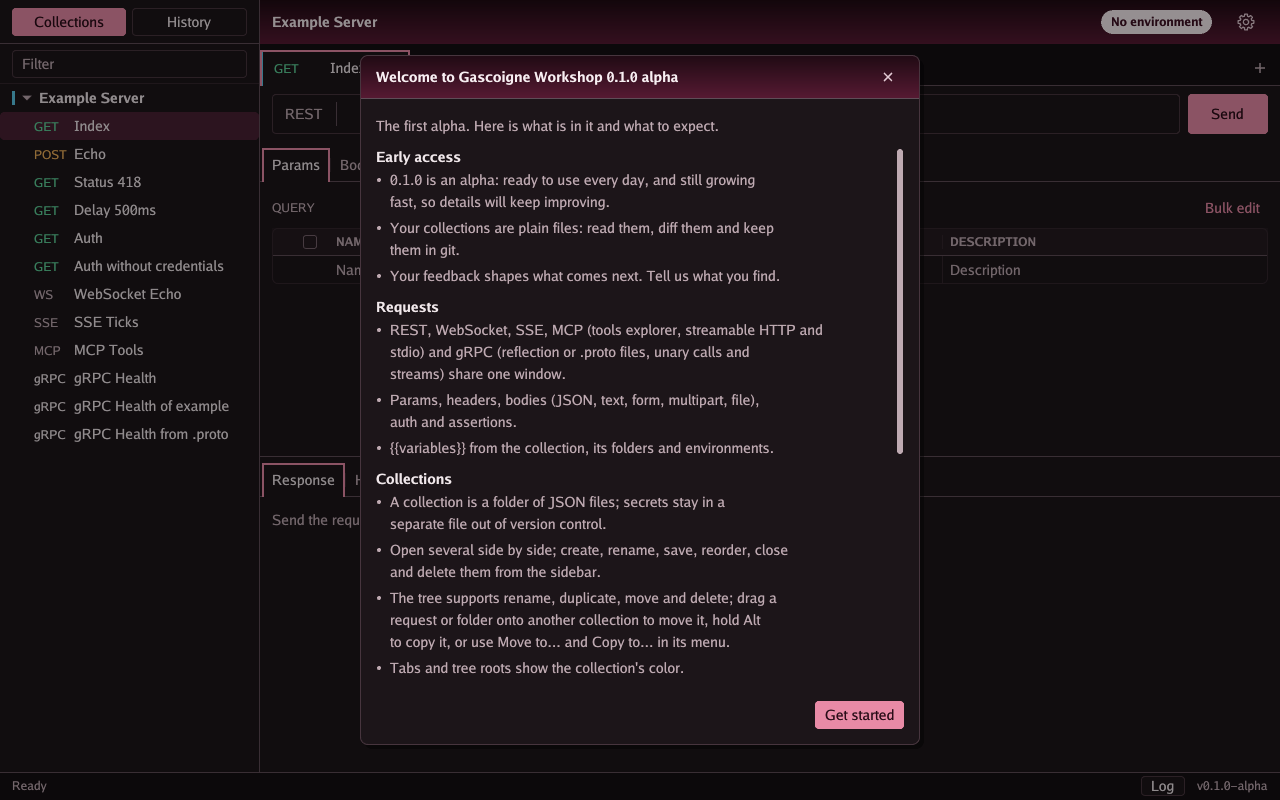 Collections
History
Example Server
No environment
Filter
Example Server
GET Index
POST Echo
GET Status 418
GET Delay 500ms
GET Auth
GET Auth without credentials
WS WebSocket Echo
SSE SSE Ticks
MCP MCP Tools
gRPC gRPC Health
gRPC gRPC Health of example
gRPC gRPC Health from .proto
GET
REST
Send
Params
QUERY
Bulk edit
DESCRIPTION
Description
Response
Send the
Welcome to Gascoigne Workshop 0.1.0 alpha
The first alpha. Here is what is in it and what to expect.
Early access
• 0.1.0 is an alpha: ready to use every day, and still growing
fast, so details will keep improving.
• Your collections are plain files: read them, diff them and keep
them in git.
• Your feedback shapes what comes next. Tell us what you find.
Requests
• REST, WebSocket, SSE, MCP (tools explorer, streamable HTTP and
stdio) and gRPC (reflection or .proto files, unary calls and
streams) share one window.
• Params, headers, bodies (JSON, text, form, multipart, file),
auth and assertions.
• {{variables}} from the collection, its folders and environments.
Collections
• A collection is a folder of JSON files; secrets stay in a
separate file out of version control.
• Open several side by side; create, rename, save, reorder, close
and delete them from the sidebar.
• The tree supports rename, duplicate, move and delete; drag a
request or folder onto another collection to move it, hold Alt
to copy it, or use Move to... and Copy to... in its menu.
• Tabs and tree roots show the collection's color.
Get started
Ready
Log
v0.1.0-alpha